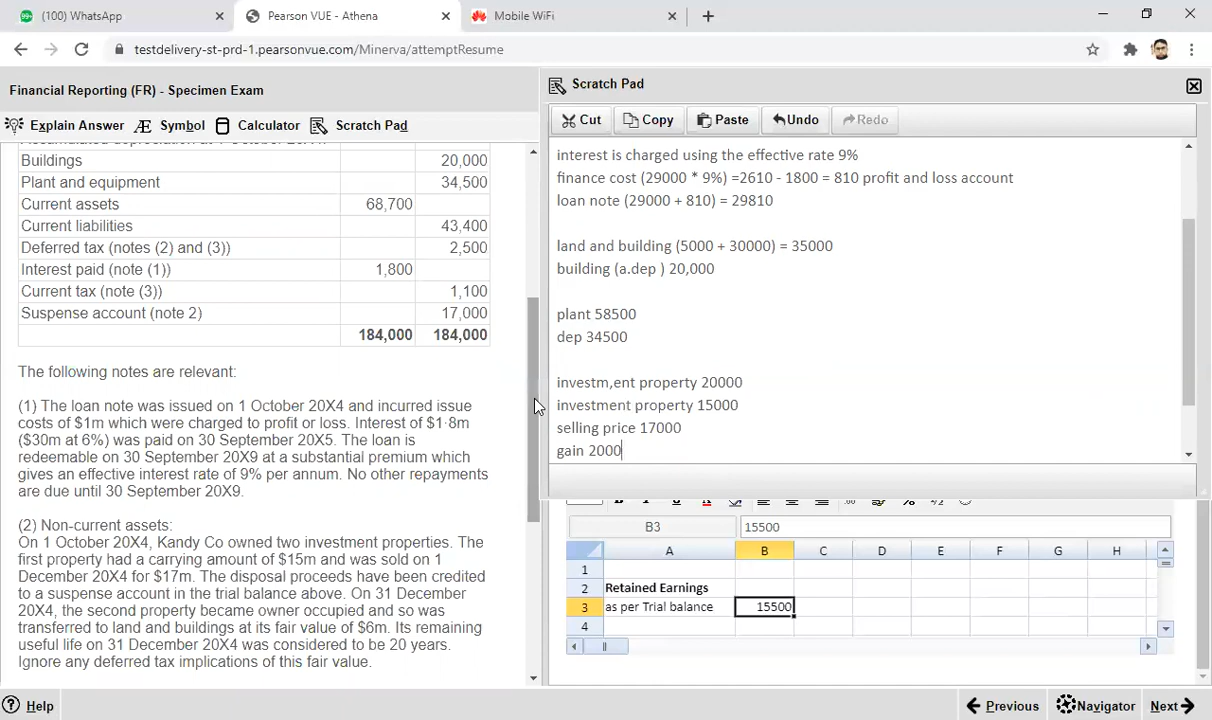 (100) WhatsApp
Pearson VUE - Athena
Mobile WiFi
testdelivery-st-prd-1.pearsonvue.com/Minerva/attemptResume
Financial Reporting (FR) - Specimen Exam
Explain Answer Æ Symbol Calculator Scratch Pad
Buildings 20,000
Plant and equipment 34,500
Current assets 68,700
Current liabilities 43,400
Deferred tax (notes (2) and (3)) 2,500
Interest paid (note (1)) 1,800
Current tax (note (3)) 1,100
Suspense account (note 2) 17,000
184,000 184,000
The following notes are relevant:
(1) The loan note was issued on 1 October 20X4 and incurred issue
costs of $1m which were charged to profit or loss. Interest of $1·8m
($30m at 6%) was paid on 30 September 20X5. The loan is
redeemable on 30 September 20X9 at a substantial premium which
gives an effective interest rate of 9% per annum. No other repayments
are due until 30 September 20X9.
(2) Non-current assets:
On 1 October 20X4, Kandy Co owned two investment properties. The
first property had a carrying amount of $15m and was sold on 1
December 20X4 for $17m. The disposal proceeds have been credited
to a suspense account in the trial balance above. On 31 December
20X4, the second property became owner occupied and so was
transferred to land and buildings at its fair value of $6m. Its remaining
useful life on 31 December 20X4 was considered to be 20 years.
Ignore any deferred tax implications of this fair value.
Scratch Pad
Cut Copy Paste Undo Redo
interest is charged using the effective rate 9%
finance cost (29000 * 9%) =2610 - 1800 = 810 profit and loss account
loan note (29000 + 810) = 29810
land and building (5000 + 30000) = 35000
building (a.dep ) 20,000
plant 58500
dep 34500
investm,ent property 20000
investment property 15000
selling price 17000
gain 2000
B3 15500
A B C D E F G H
1
2 Retained Earnings
3 as per Trial balance 15500
4
Help
Previous Navigator Next